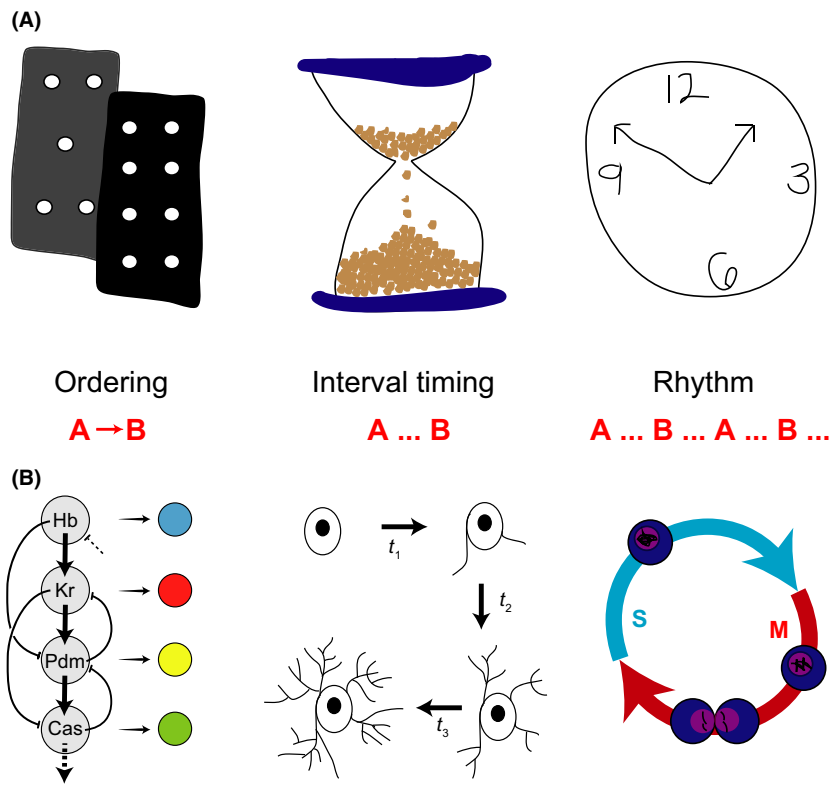 (A)
12
9
3
6
Ordering
Interval timing
Rhythm
A → B
A ... B
A ... B ... A ... B ...
(B)
Hb
Kr
Pdm
Cas
t1
t2
t3
S
M